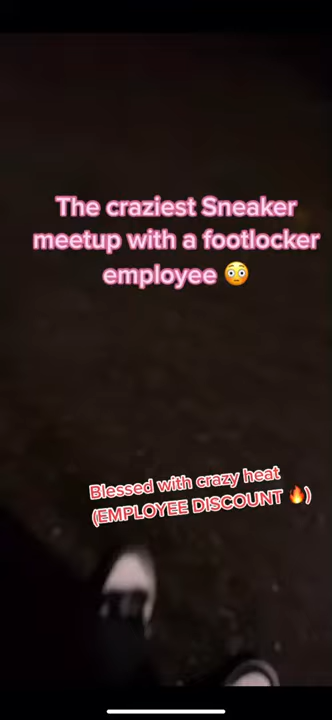 The craziest Sneaker
meetup with a footlocker
employee 😳
Blessed with crazy heat
(EMPLOYEE DISCOUNT 🔥)